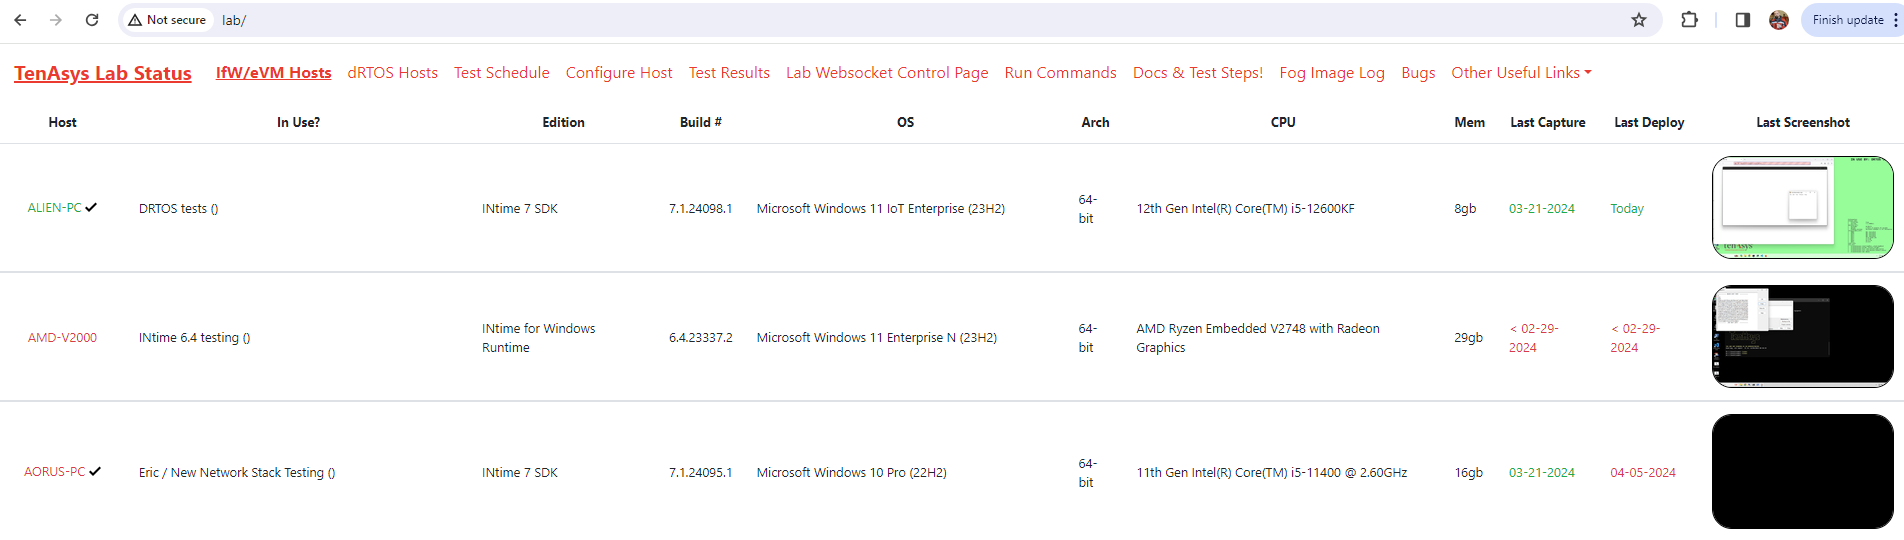 Not secure lab/ Finish update
TenAsys Lab Status IfW/eVM Hosts dRTOS Hosts Test Schedule Configure Host Test Results Lab Websocket Control Page Run Commands Docs & Test Steps! Fog Image Log Bugs Other Useful Links
Host In Use? Edition Build # OS Arch CPU Mem Last Capture Last Deploy Last Screenshot
ALIEN-PC ✔ DRTOS tests () INtime 7 SDK 7.1.24098.1 Microsoft Windows 11 IoT Enterprise (23H2) 64-
bit 12th Gen Intel(R) Core(TM) i5-12600KF 8gb 03-21-2024 Today
tenAsys
AMD-V2000 INtime 6.4 testing () INtime for Windows
Runtime 6.4.23337.2 Microsoft Windows 11 Enterprise N (23H2) 64-
bit AMD Ryzen Embedded V2748 with Radeon
Graphics 29gb < 02-29-
2024 < 02-29-
2024
AORUS-PC ✔ Eric / New Network Stack Testing () INtime 7 SDK 7.1.24095.1 Microsoft Windows 10 Pro (22H2) 64-
bit 11th Gen Intel(R) Core(TM) i5-11400 @ 2.60GHz 16gb 03-21-2024 04-05-2024